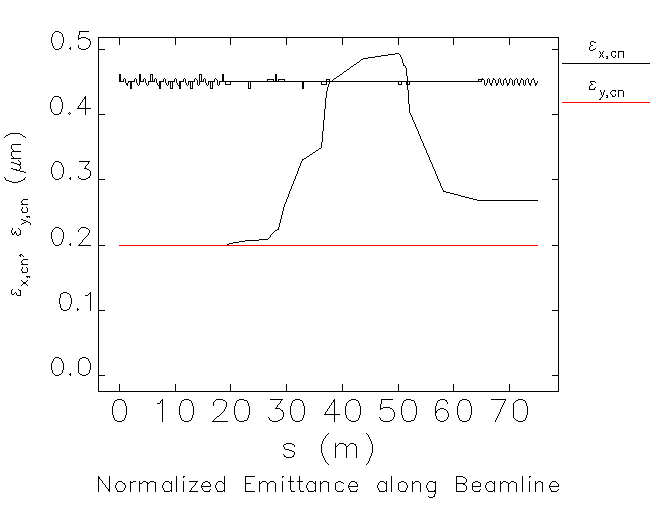 ε_x,cn, ε_y,cn (μm)
0.5
0.4
0.3
0.2
0.1
0.0
0 10 20 30 40 50 60 70
s (m)
Normalized Emittance along Beamline
ε_x,cn
ε_y,cn